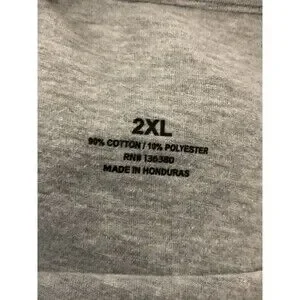 2XL
90% COTTON / 10% POLYESTER
RN# 136380
MADE IN HONDURAS